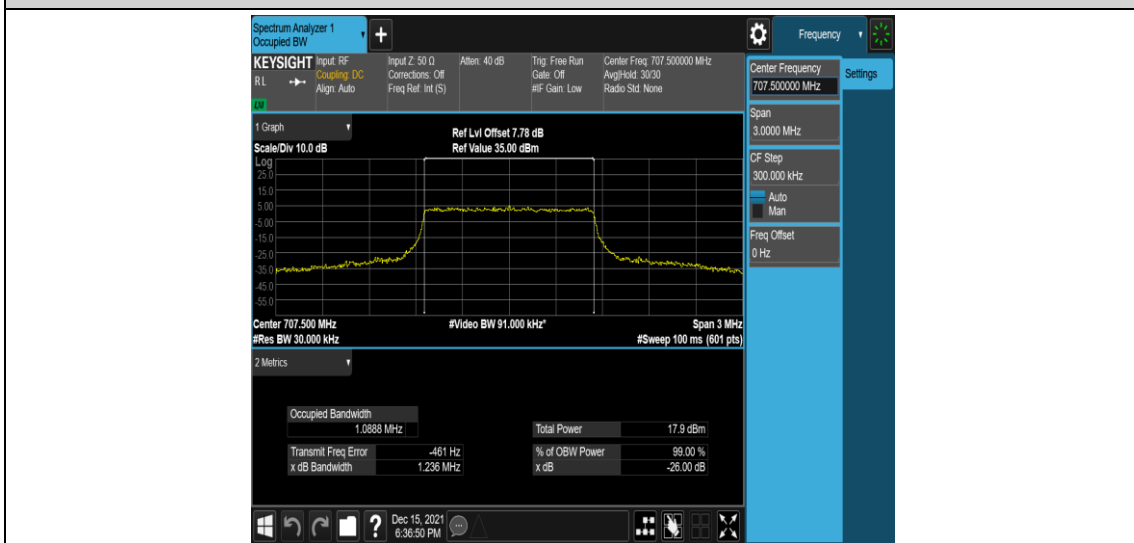 Spectrum Analyzer 1
Occupied BW
+
Frequency
KEYSIGHT Input: RF Input Z: 50 Ω Atten: 40 dB Trig: Free Run Center Freq: 707.500000 MHz
RL Coupling: DC Corrections: Off Gate: Off Avg|Hold: 30/30
Align: Auto Freq Ref: Int (S) #IF Gain: Low Radio Std: None
LXI
Center Frequency
707.500000 MHz
Settings
Span
3.0000 MHz
CF Step
300.000 kHz
Auto
Man
Freq Offset
0 Hz
1 Graph
Ref Lvl Offset 7.78 dB
Scale/Div 10.0 dB Ref Value 35.00 dBm
Log
25.0
15.0
5.00
-5.00
-15.0
-25.0
-35.0
-45.0
-55.0
Center 707.500 MHz #Video BW 91.000 kHz* Span 3 MHz
#Res BW 30.000 kHz #Sweep 100 ms (601 pts)
2 Metrics
Occupied Bandwidth
1.0888 MHz Total Power 17.9 dBm
Transmit Freq Error -461 Hz % of OBW Power 99.00 %
x dB Bandwidth 1.236 MHz x dB -26.00 dB
? Dec 15, 2021
6:36:50 PM